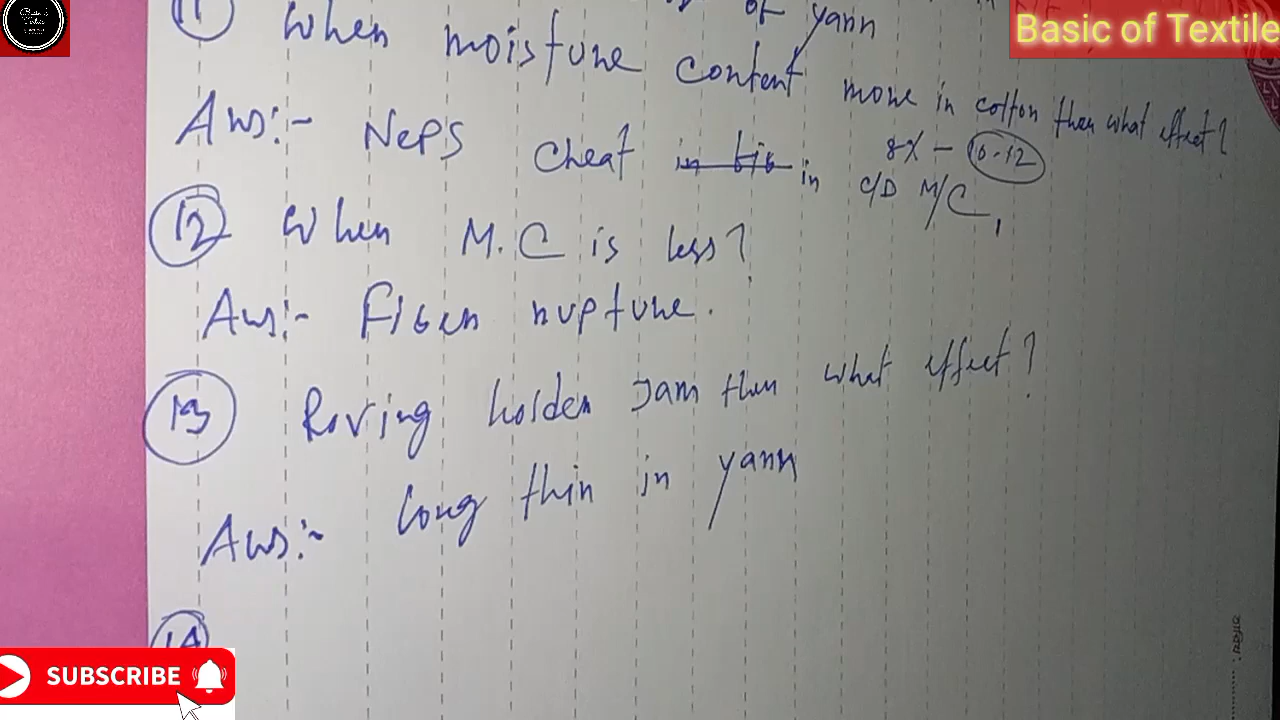 of yarn
Basic of Textile
11 When moisture content more in cotton then what effect?
8% - 10-12
Ans:- NePS cheat in in C/D M/C,
12 When M.C is less?
Ans:- Fiber rupture.
13 Roving holder Jam then what effect?
Ans:- long thin in yarn
14
SUBSCRIBE